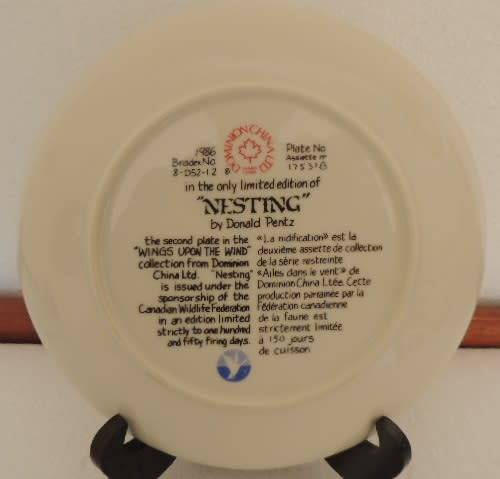 DOMINION CHINA LTD
1986
Bradex No
8-D52-1.2
Plate No
Assiette nº
in the only limited edition of
"NESTING"
by Donald Pentz
the second plate in the
"WINGS UPON THE WIND"
collection from Dominion
China Ltd. "Nesting"
is issued under the
sponsorship of the
Canadian Wildlife Federation
in an edition limited
strictly to one hundred
and fifty firing days.
«La nidification» est la
deuxième assiette de collection
de la série restreinte
«Ailes dans le vent» de
Dominion China Ltée. Cette
production parrainée par la
Fédération canadienne
de la faune est
strictement limitée
à 150 jours
de cuisson